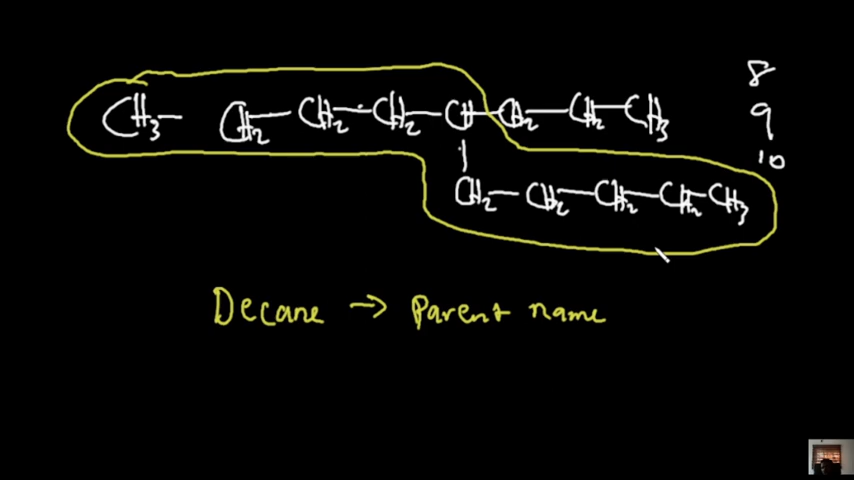 CH₃— CH₂—CH₂—CH₂—CH—CH₂—CH₂—CH₃
CH₂—CH₂—CH₂—CH₂—CH₃
8
9
10
Decane → Parent name